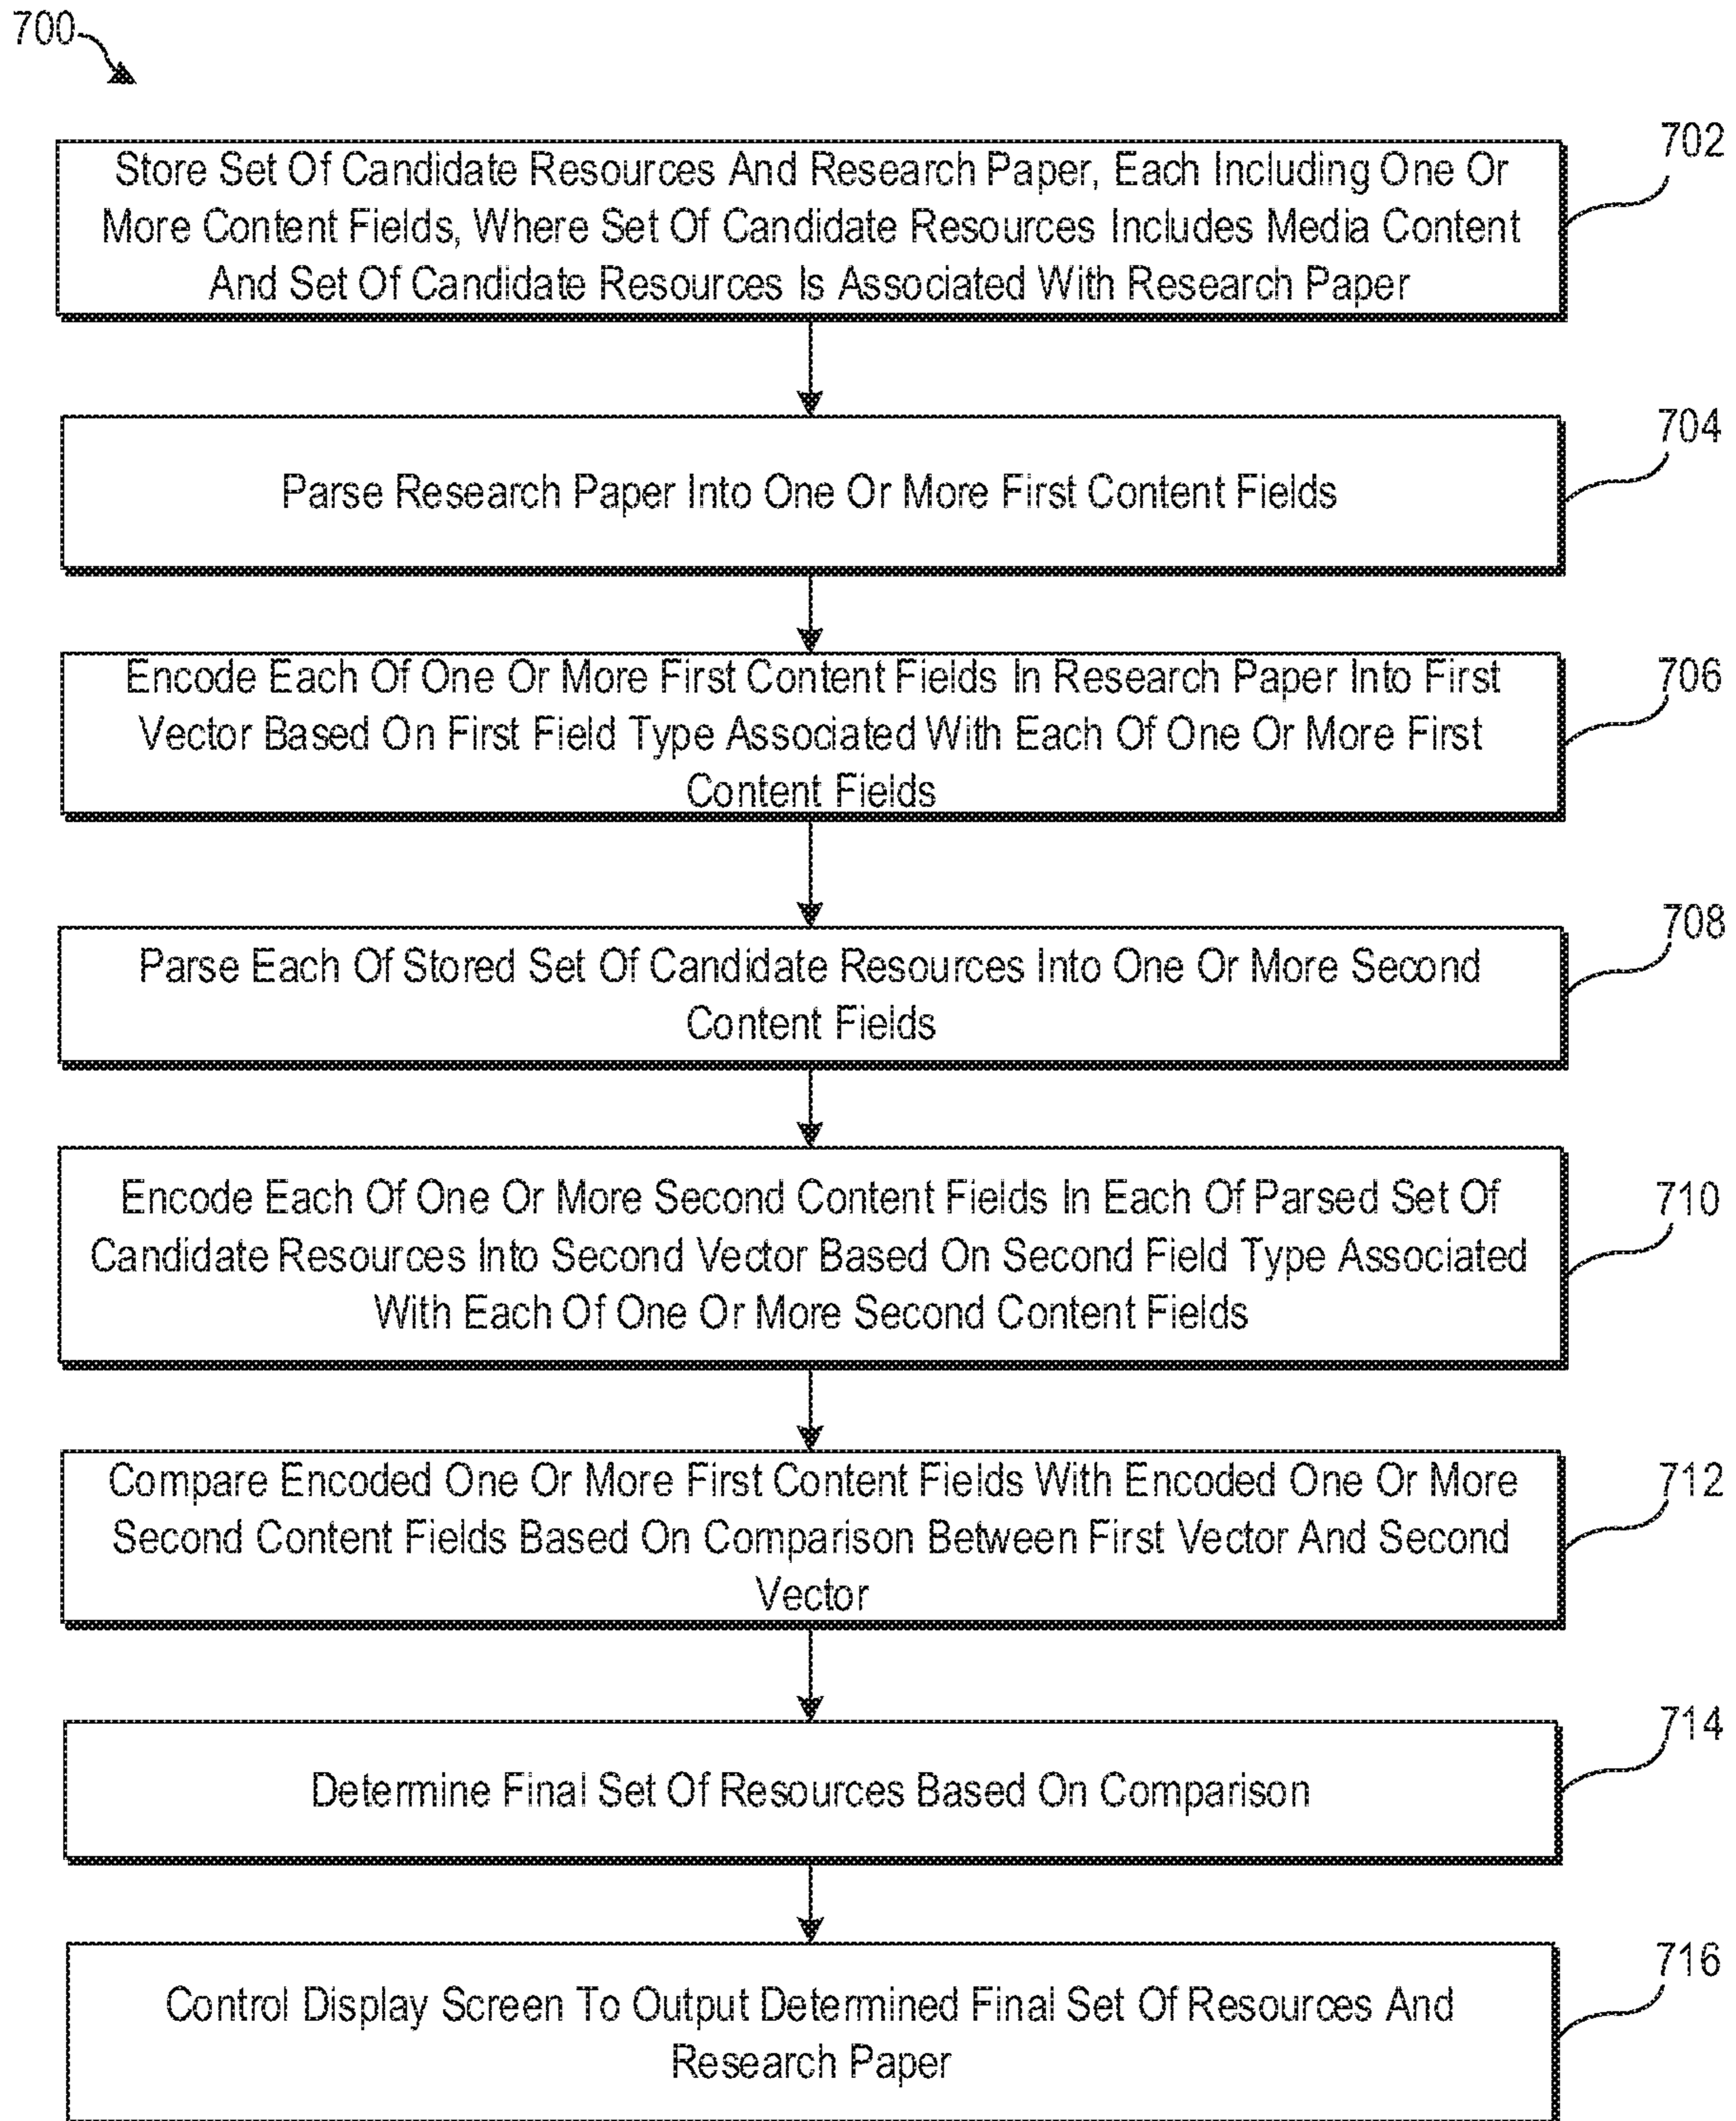 700
Store Set Of Candidate Resources And Research Paper, Each Including One Or
More Content Fields, Where Set Of Candidate Resources Includes Media Content
And Set Of Candidate Resources Is Associated With Research Paper
702
Parse Research Paper Into One Or More First Content Fields
704
Encode Each Of One Or More First Content Fields In Research Paper Into First
Vector Based On First Field Type Associated With Each Of One Or More First
Content Fields
706
Parse Each Of Stored Set Of Candidate Resources Into One Or More Second
Content Fields
708
Encode Each Of One Or More Second Content Fields In Each Of Parsed Set Of
Candidate Resources Into Second Vector Based On Second Field Type Associated
With Each Of One Or More Second Content Fields
710
Compare Encoded One Or More First Content Fields With Encoded One Or More
Second Content Fields Based On Comparison Between First Vector And Second
Vector
712
Determine Final Set Of Resources Based On Comparison
714
Control Display Screen To Output Determined Final Set Of Resources And
Research Paper
716